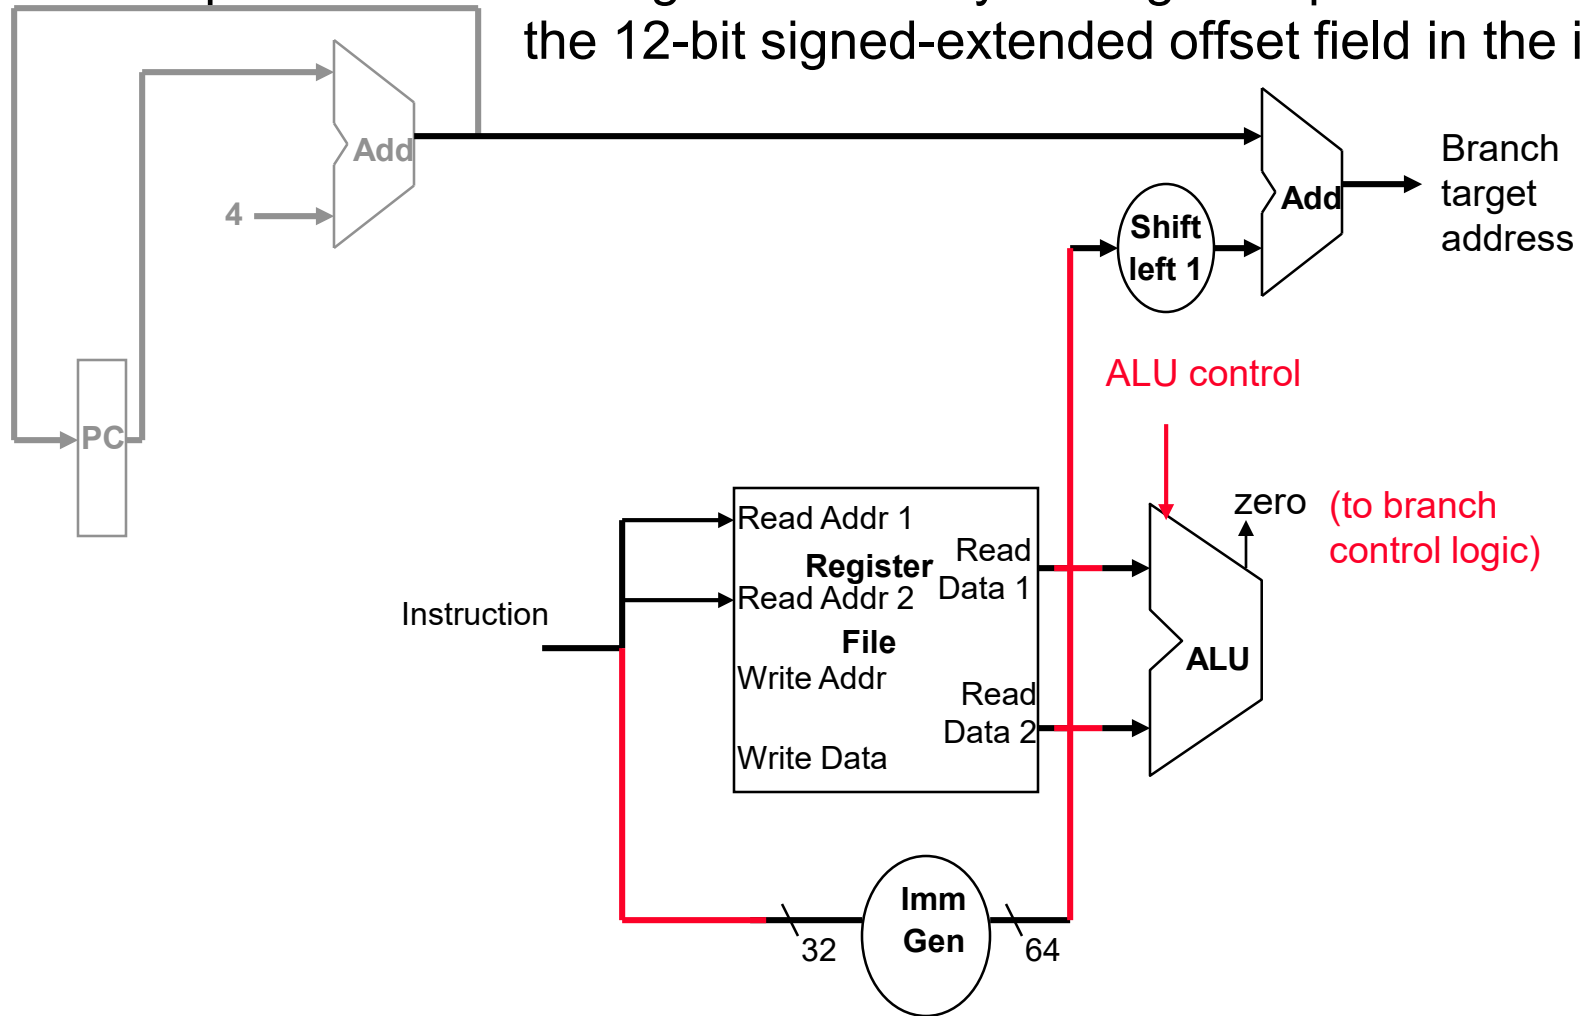 the 12-bit signed-extended offset field in the i
Add
4
PC
Shift
left 1
Add
Branch
target
address
ALU control
Instruction
Read Addr 1
Register
Read Addr 2
File
Write Addr
Write Data
Read
Data 1
Read
Data 2
zero
(to branch
control logic)
ALU
Imm
Gen
32
64